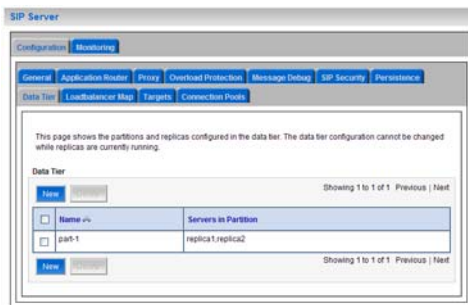 SIP Server
Configuration Monitoring
General Application Router Proxy Overload Protection Message Debug SIP Security Persistence
Data Tier Loadbalancer Map Targets Connection Pools
This page shows the partitions and replicas configured in the data tier. The data tier configuration cannot be changed
while replicas are currently running.
Data Tier
New Showing 1 to 1 of 1 Previous | Next
Name Servers in Partition
part-1 replica1,replica2
New Showing 1 to 1 of 1 Previous | Next